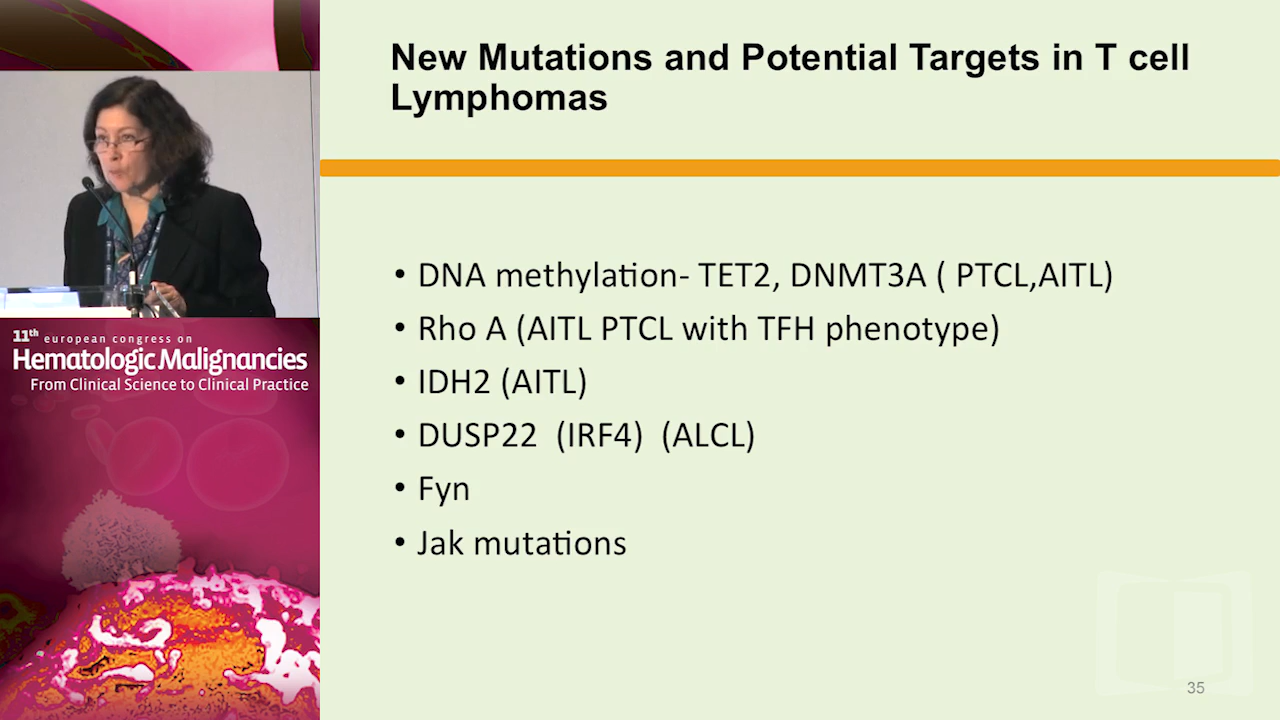 New Mutations and Potential Targets in T cell
Lymphomas
• DNA methylation- TET2, DNMT3A ( PTCL,AITL)
• Rho A (AITL PTCL with TFH phenotype)
• IDH2 (AITL)
• DUSP22  (IRF4)  (ALCL)
• Fyn
• Jak mutations
11th european congress on
Hematologic Malignancies
From Clinical Science to Clinical Practice
35